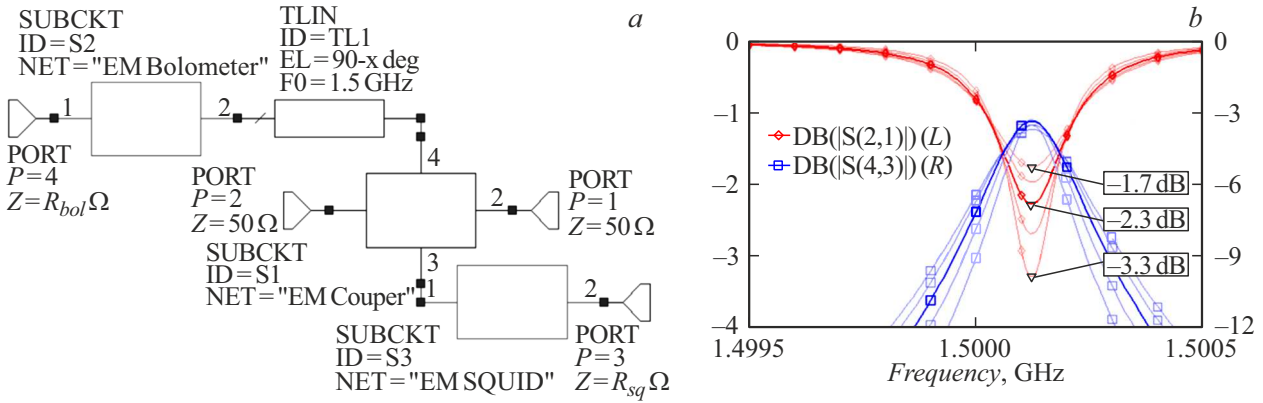 a
SUBCKT
ID=S2
NET="EM Bolometer"
TLIN
ID=TL1
EL=90-x deg
F0=1.5 GHz
1
2
PORT
P=4
Z=R_bol Ω
4
PORT
P=2
Z=50 Ω
2
PORT
P=1
Z=50 Ω
SUBCKT
ID=S1
NET="EM Couper"
3
1
2
SUBCKT
ID=S3
NET="EM SQUID"
PORT
P=3
Z=R_sq Ω
b
0
−1
−2
−3
−4
0
−3
−6
−9
−12
DB(|S(2,1)|) (L)
DB(|S(4,3)|) (R)
−1.7 dB
−2.3 dB
−3.3 dB
1.4995
1.5000
1.5005
Frequency, GHz